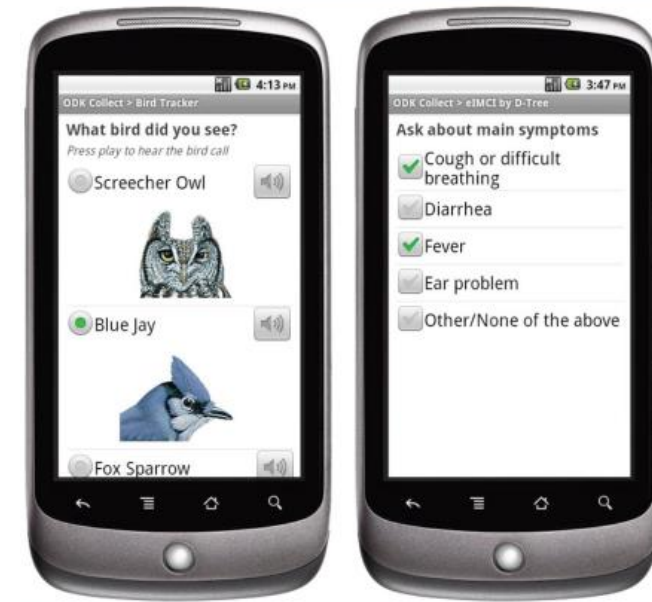 4:13 PM
ODK Collect > Bird Tracker
What bird did you see?
Press play to hear the bird call
Screecher Owl
Blue Jay
Fox Sparrow
3:47 PM
ODK Collect > eIMCI by D-Tree
Ask about main symptoms
Cough or difficult
breathing
Diarrhea
Fever
Ear problem
Other/None of the above